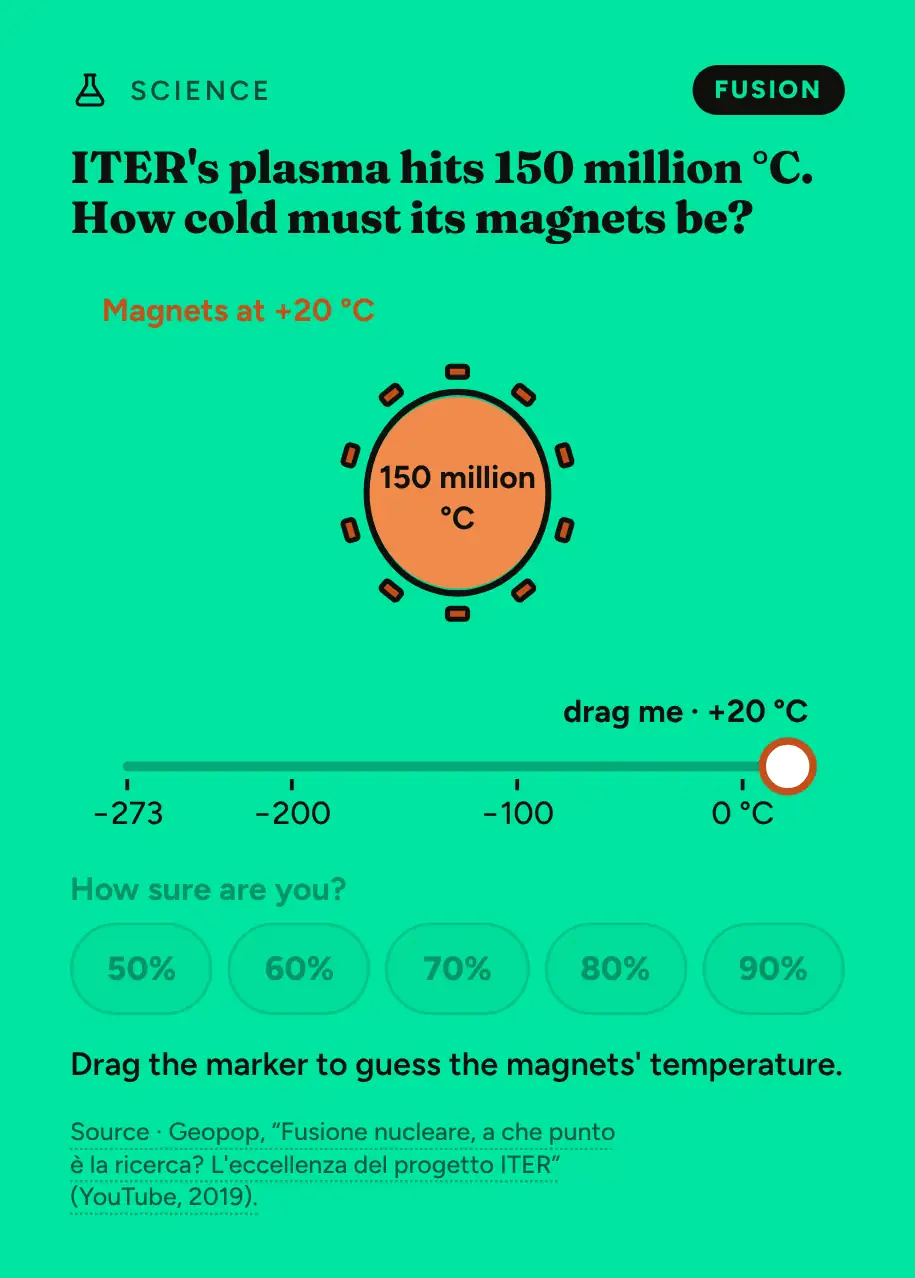 SCIENCE
FUSION
ITER's plasma hits 150 million °C.
How cold must its magnets be?
Magnets at +20 °C
150 million
°C
drag me · +20 °C
−273
−200
−100
0 °C
How sure are you?
50%
60%
70%
80%
90%
Drag the marker to guess the magnets' temperature.
Source · Geopop, “Fusione nucleare, a che punto
è la ricerca? L'eccellenza del progetto ITER”
(YouTube, 2019).